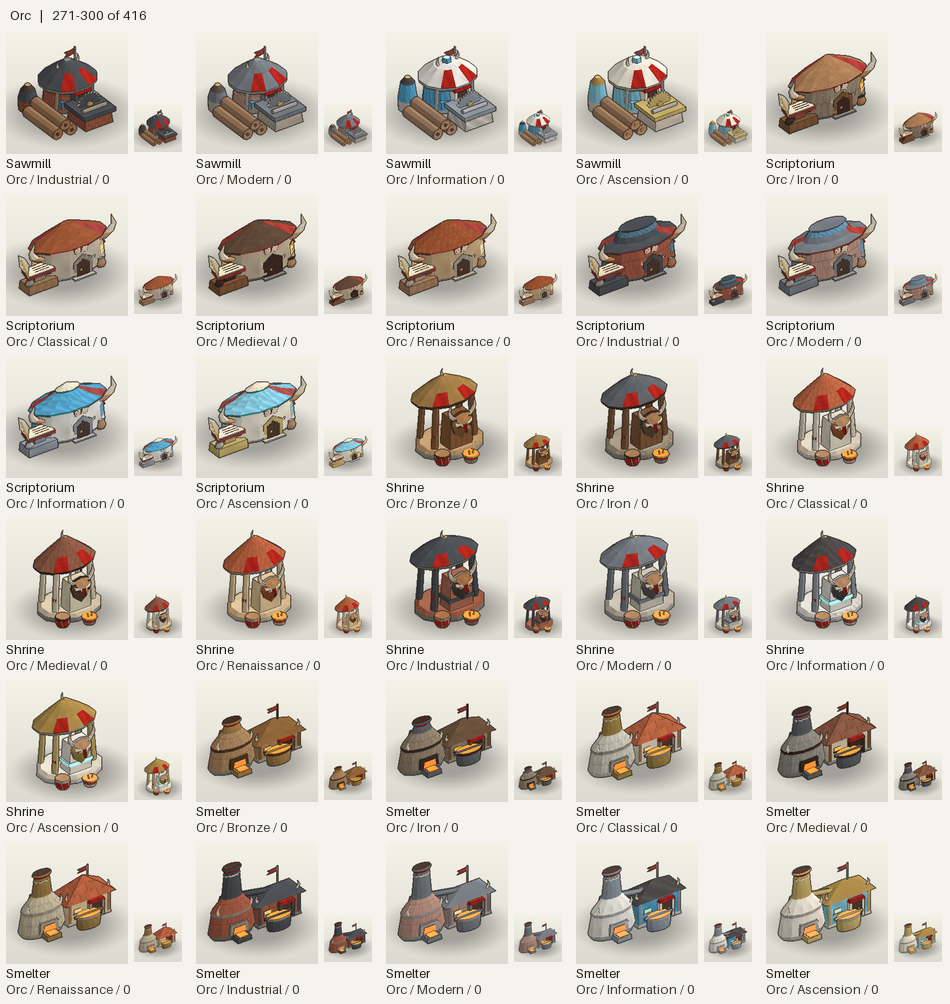 Orc | 271-300 of 416
Sawmill
Orc / Industrial / 0
Sawmill
Orc / Modern / 0
Sawmill
Orc / Information / 0
Sawmill
Orc / Ascension / 0
Scriptorium
Orc / Iron / 0
Scriptorium
Orc / Classical / 0
Scriptorium
Orc / Medieval / 0
Scriptorium
Orc / Renaissance / 0
Scriptorium
Orc / Industrial / 0
Scriptorium
Orc / Modern / 0
Scriptorium
Orc / Information / 0
Scriptorium
Orc / Ascension / 0
Shrine
Orc / Bronze / 0
Shrine
Orc / Iron / 0
Shrine
Orc / Classical / 0
Shrine
Orc / Medieval / 0
Shrine
Orc / Renaissance / 0
Shrine
Orc / Industrial / 0
Shrine
Orc / Modern / 0
Shrine
Orc / Information / 0
Shrine
Orc / Ascension / 0
Smelter
Orc / Bronze / 0
Smelter
Orc / Iron / 0
Smelter
Orc / Classical / 0
Smelter
Orc / Medieval / 0
Smelter
Orc / Renaissance / 0
Smelter
Orc / Industrial / 0
Smelter
Orc / Modern / 0
Smelter
Orc / Information / 0
Smelter
Orc / Ascension / 0